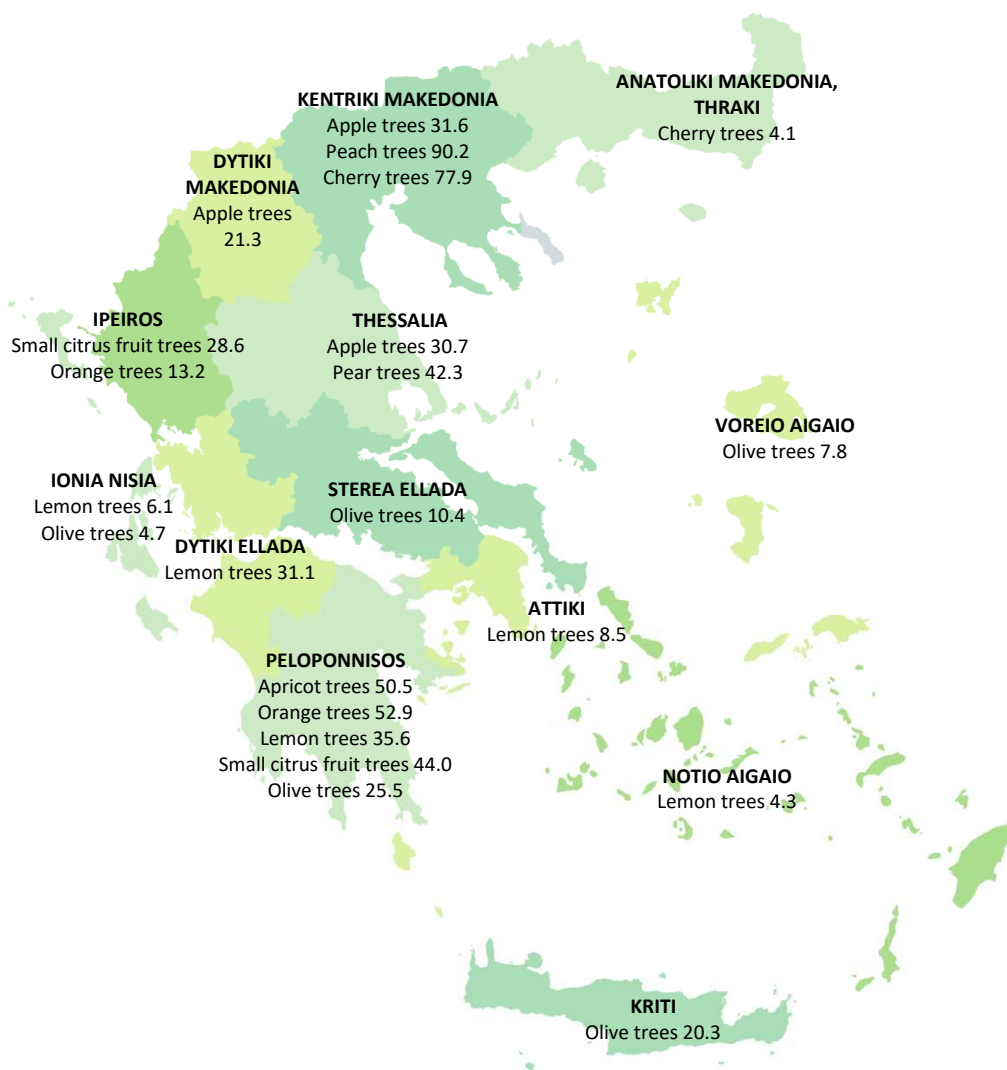 ANATOLIKI MAKEDONIA,
THRAKI
Cherry trees 4.1
KENTRIKI MAKEDONIA
Apple trees 31.6
Peach trees 90.2
Cherry trees 77.9
DYTIKI
MAKEDONIA
Apple trees
21.3
IPEIROS
Small citrus fruit trees 28.6
Orange trees 13.2
THESSALIA
Apple trees 30.7
Pear trees 42.3
VOREIO AIGAIO
Olive trees 7.8
IONIA NISIA
Lemon trees 6.1
Olive trees 4.7
STEREA ELLADA
Olive trees 10.4
DYTIKI ELLADA
Lemon trees 31.1
ATTIKI
Lemon trees 8.5
PELOPONNISOS
Apricot trees 50.5
Orange trees 52.9
Lemon trees 35.6
Small citrus fruit trees 44.0
Olive trees 25.5
NOTIO AIGAIO
Lemon trees 4.3
KRITI
Olive trees 20.3